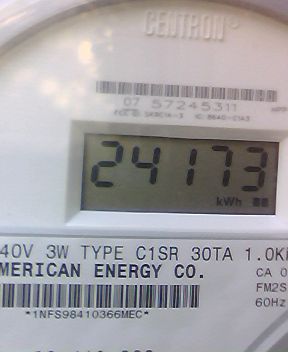 CENTRON®
07 57245311
24173
kWh
40V 3W TYPE C1SR 30TA 1.0K
MERICAN ENERGY CO.
CA 0
FM2S
60Hz
*1NFS98410366MEC*